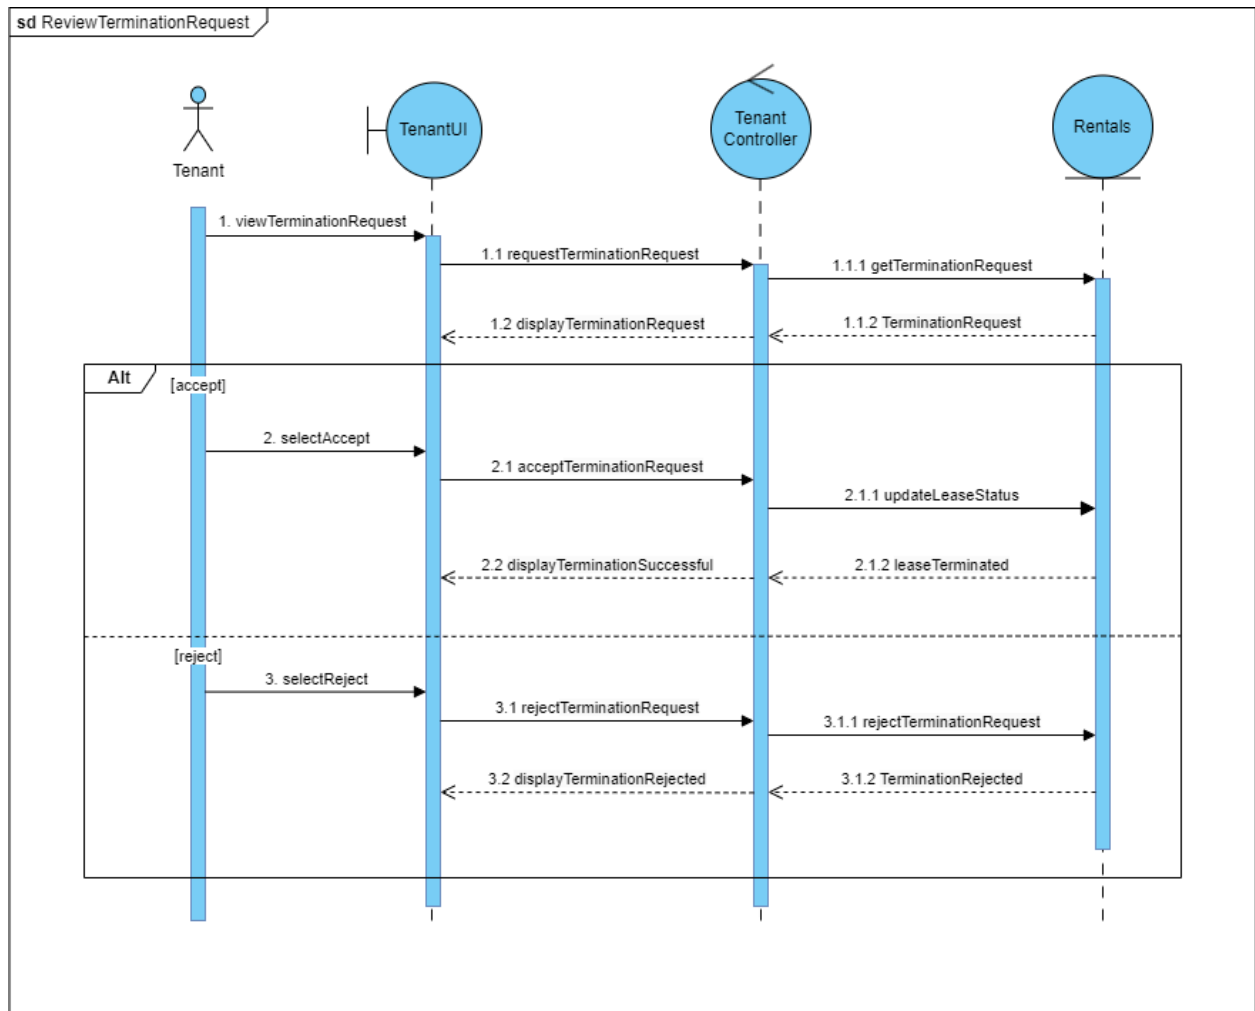 sd ReviewTerminationRequest
TenantUI
Tenant
Controller
Rentals
Tenant
1. viewTerminationRequest
1.1 requestTerminationRequest
1.1.1 getTerminationRequest
1.2 displayTerminationRequest
1.1.2 TerminationRequest
Alt
[accept]
2. selectAccept
2.1 acceptTerminationRequest
2.1.1 updateLeaseStatus
2.2 displayTerminationSuccessful
2.1.2 leaseTerminated
[reject]
3. selectReject
3.1 rejectTerminationRequest
3.1.1 rejectTerminationRequest
3.2 displayTerminationRejected
3.1.2 TerminationRejected